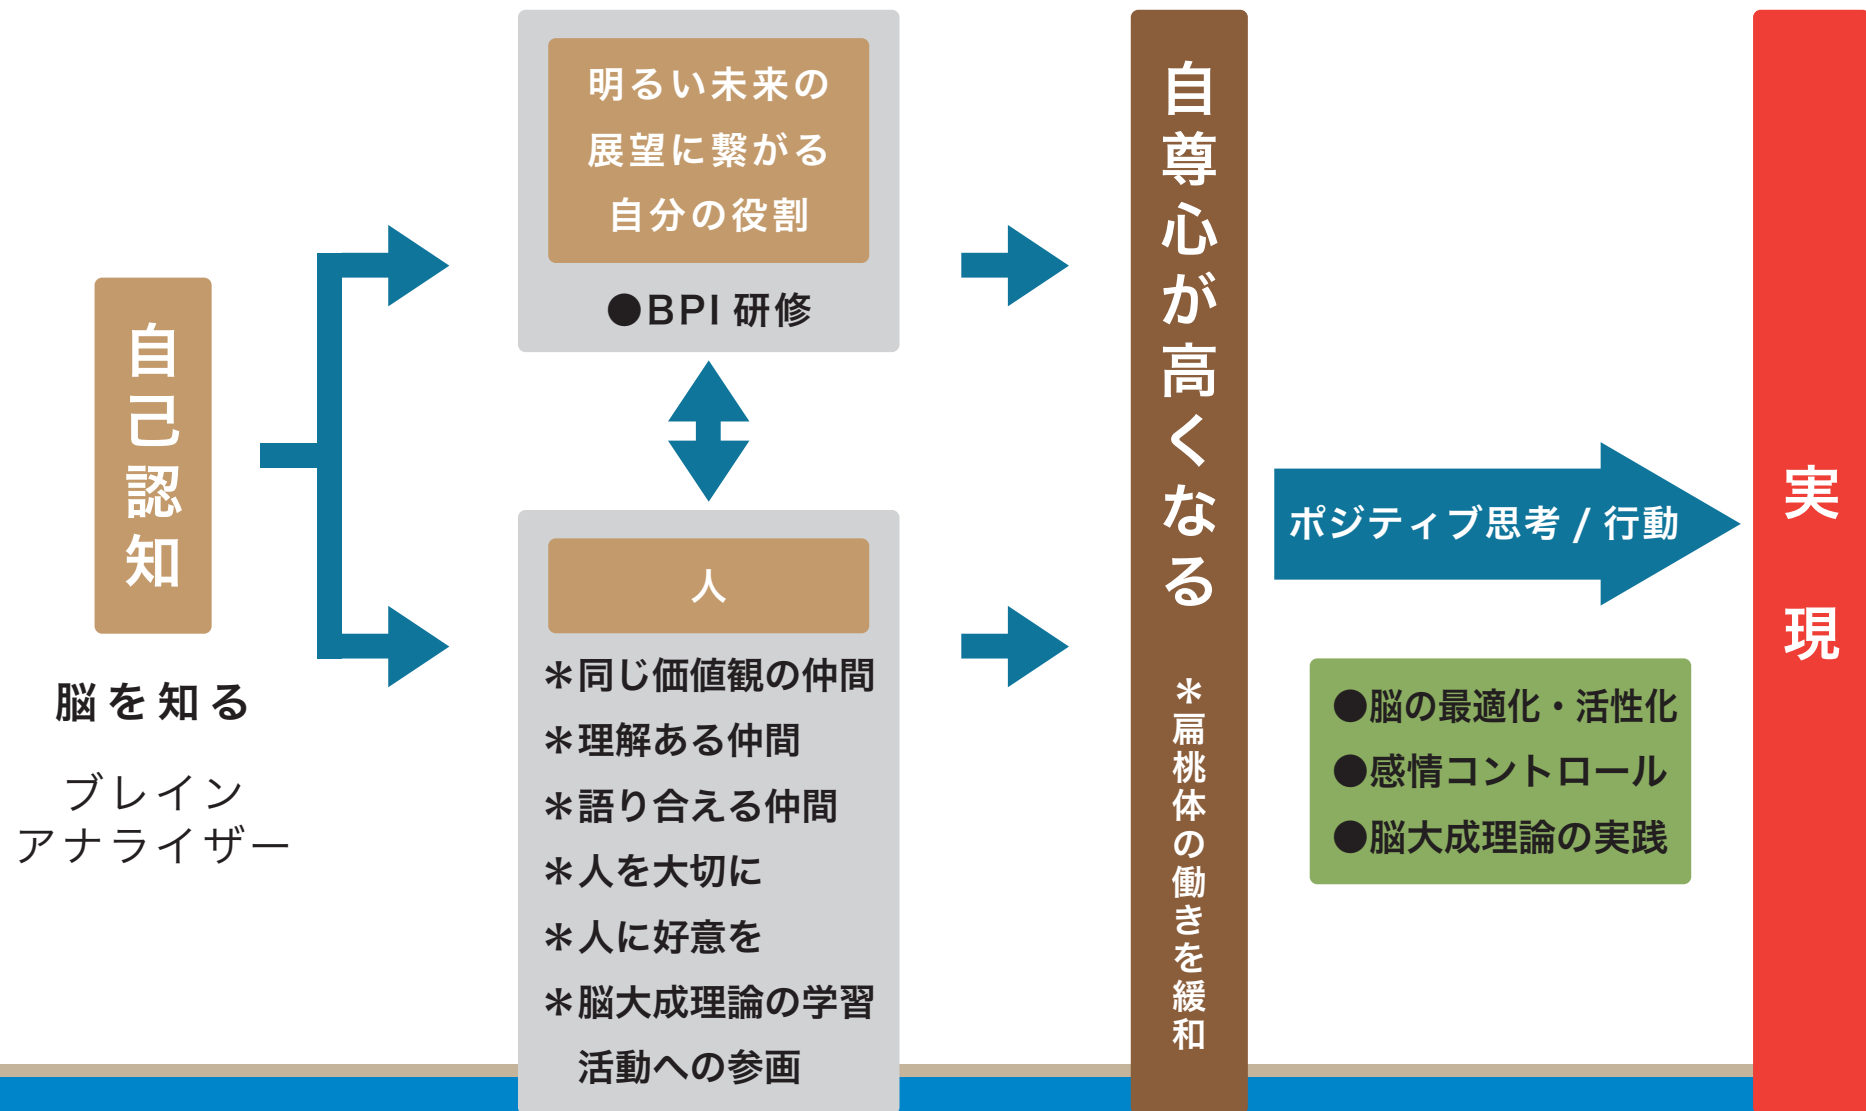 自己認知
脳を知る
ブレイン
アナライザー
明るい未来の
展望に繋がる
自分の役割
●BPI 研修
人
＊同じ価値観の仲間
＊理解ある仲間
＊語り合える仲間
＊人を大切に
＊人に好意を
＊脳大成理論の学習
活動への参画
自尊心が高くなる ＊扁桃体の働きを緩和
ポジティブ思考 / 行動
●脳の最適化・活性化
●感情コントロール
●脳大成理論の実践
実現